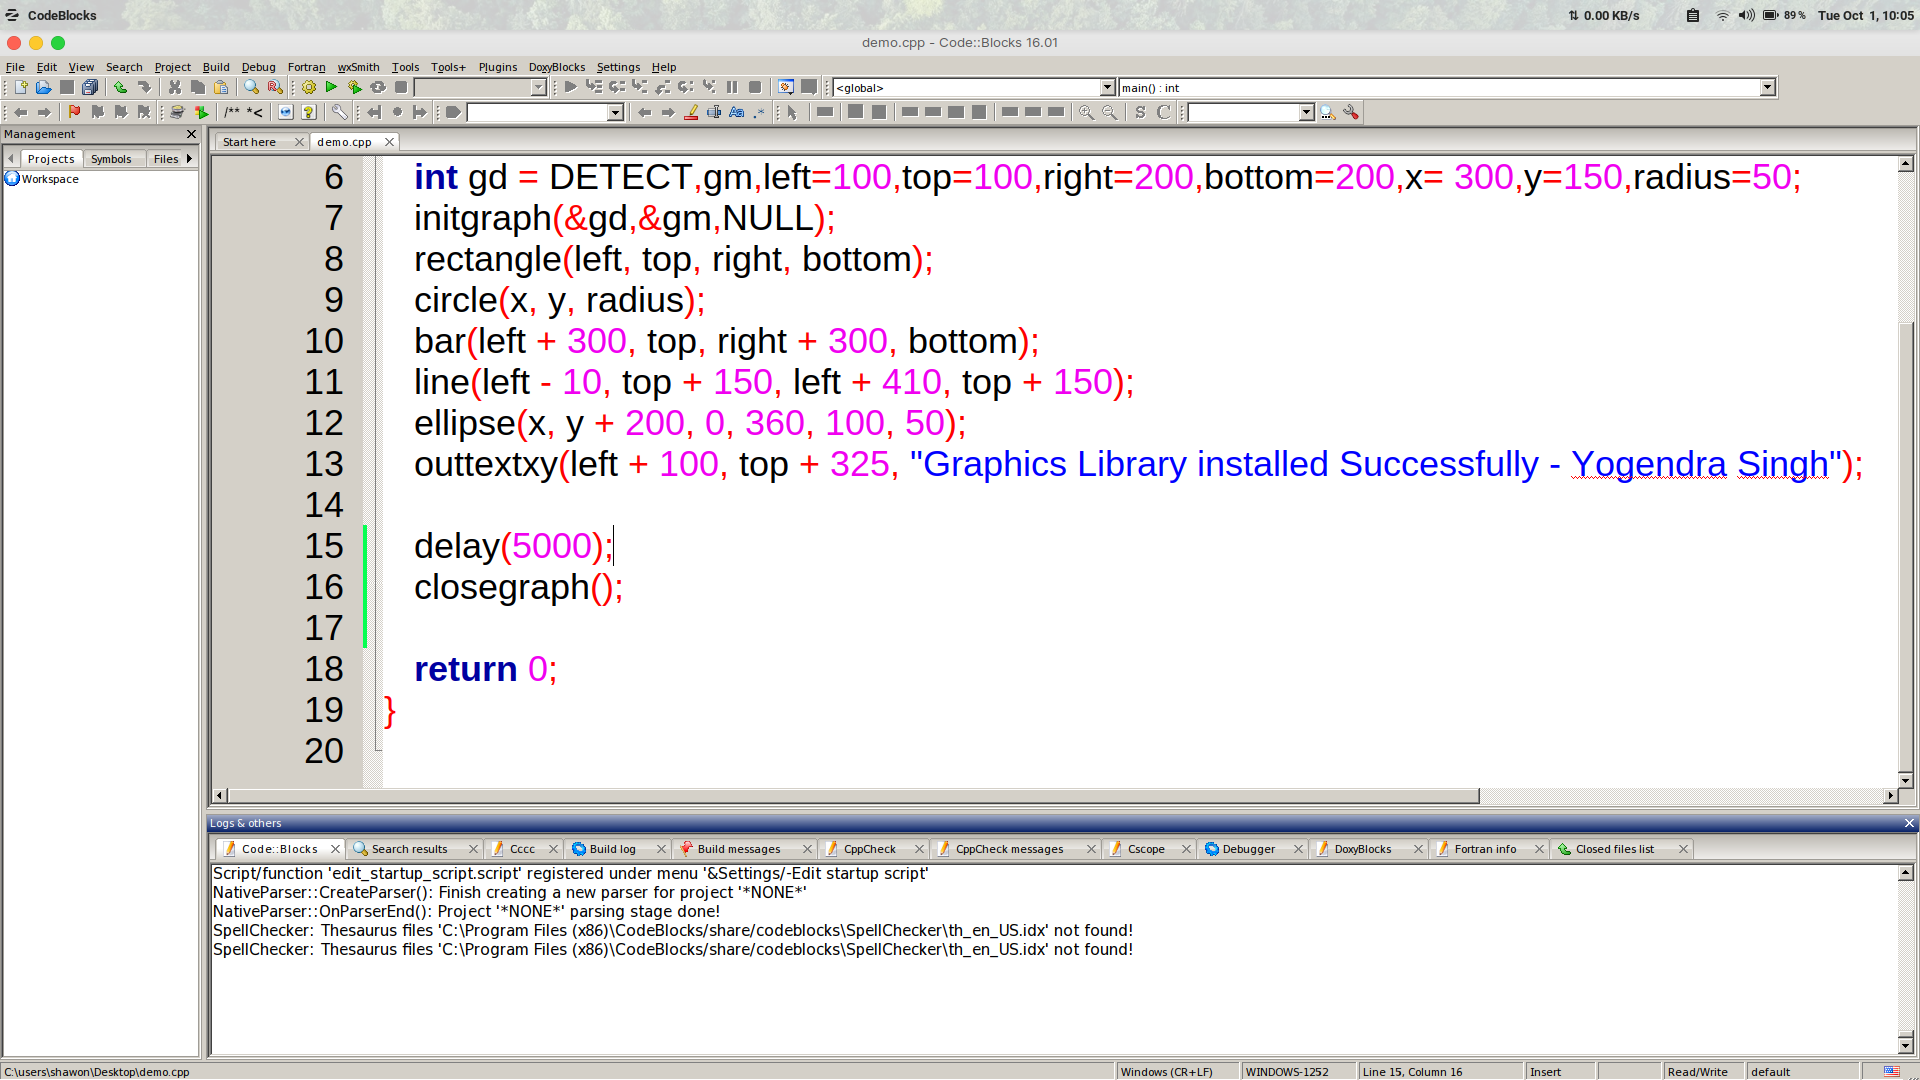 CodeBlocks
0.00 KB/s
89%
Tue Oct 1, 10:05
demo.cpp - Code::Blocks 16.01
File Edit View Search Project Build Debug Fortran wxSmith Tools Tools+ Plugins DoxyBlocks Settings Help
<global>
main() : int
/** *<
S C
Management
Projects Symbols Files
Workspace
Start here demo.cpp
6 int gd = DETECT,gm,left=100,top=100,right=200,bottom=200,x= 300,y=150,radius=50;
7 initgraph(&gd,&gm,NULL);
8 rectangle(left, top, right, bottom);
9 circle(x, y, radius);
10 bar(left + 300, top, right + 300, bottom);
11 line(left - 10, top + 150, left + 410, top + 150);
12 ellipse(x, y + 200, 0, 360, 100, 50);
13 outtextxy(left + 100, top + 325, "Graphics Library installed Successfully - Yogendra Singh");
14
15 delay(5000);
16 closegraph();
17
18 return 0;
19 }
20
Logs & others
Code::Blocks Search results Cccc Build log Build messages CppCheck CppCheck messages Cscope Debugger DoxyBlocks Fortran info Closed files list
Script/function 'edit_startup_script.script' registered under menu '&Settings/-Edit startup script'
NativeParser::CreateParser(): Finish creating a new parser for project '*NONE*'
NativeParser::OnParserEnd(): Project '*NONE*' parsing stage done!
SpellChecker: Thesaurus files 'C:\Program Files (x86)\CodeBlocks/share/codeblocks\SpellChecker\th_en_US.idx' not found!
SpellChecker: Thesaurus files 'C:\Program Files (x86)\CodeBlocks/share/codeblocks\SpellChecker\th_en_US.idx' not found!
C:\users\shawon\Desktop\demo.cpp
Windows (CR+LF) WINDOWS-1252 Line 15, Column 16 Insert Read/Write default